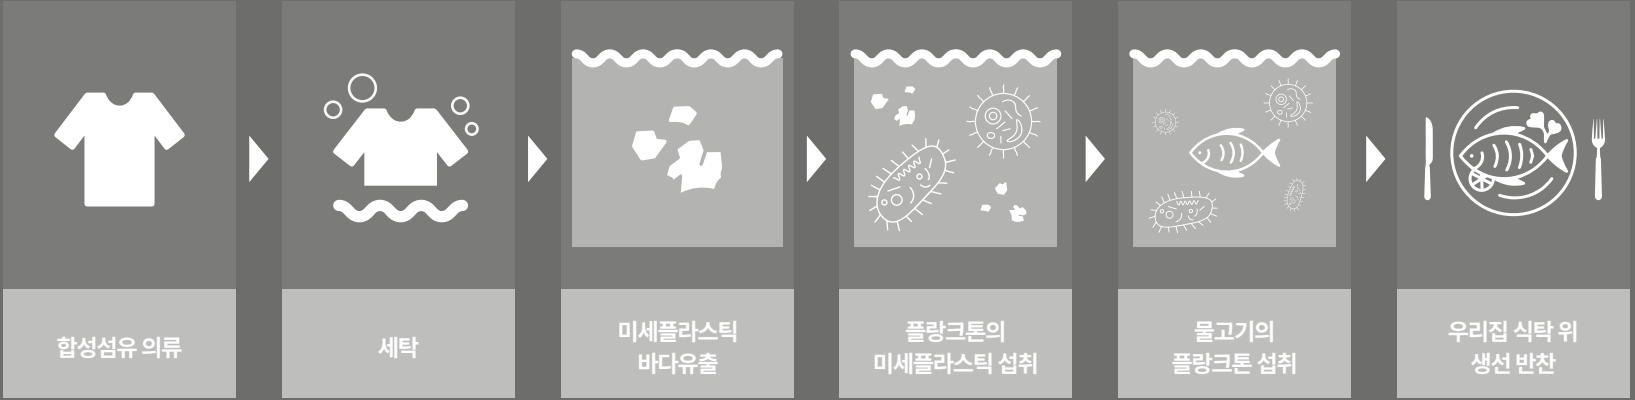 합성섬유 의류
세탁
미세플라스틱
바다유출
플랑크톤의
미세플라스틱 섭취
물고기의
플랑크톤 섭취
우리집 식탁 위
생선 반찬